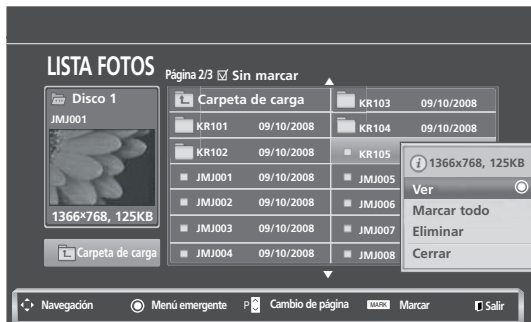 LISTA FOTOS
Página 2/3 ☑ Sin marcar
Disco 1
JMJ001
1366×768, 125KB
Carpeta de carga
Carpeta de carga
KR101 09/10/2008
KR102 09/10/2008
JMJ001 09/10/2008
JMJ002 09/10/2008
JMJ003 09/10/2008
JMJ004 09/10/2008
KR103 09/10/2008
KR104 09/10/2008
KR105
JMJ005
JMJ006
JMJ007
JMJ008
i 1366x768, 125KB
Ver
Marcar todo
Eliminar
Cerrar
Navegación Menú emergente P Cambio de página MARK Marcar Salir